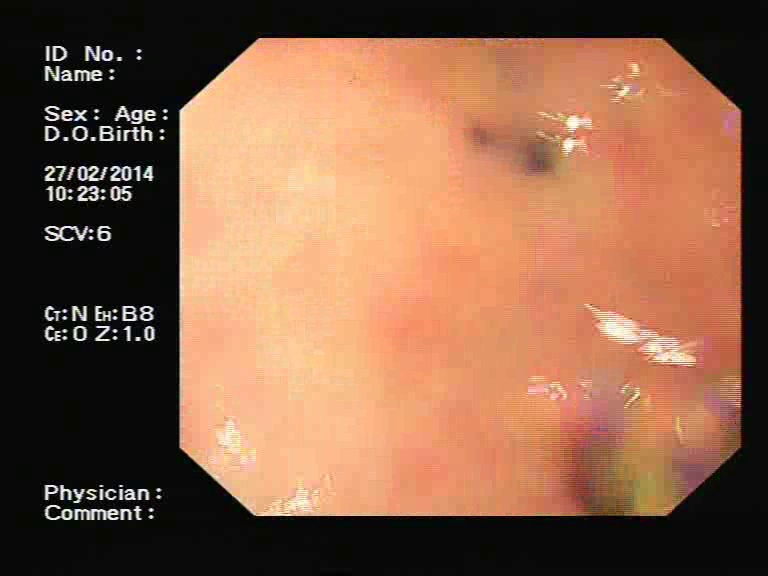 ID No. :
Name:
Sex: Age:
D.O.Birth:
27/02/2014
10:23:05
SCV:6
CT:N EH:B8
CE:0 Z:1.0
Physician:
Comment: